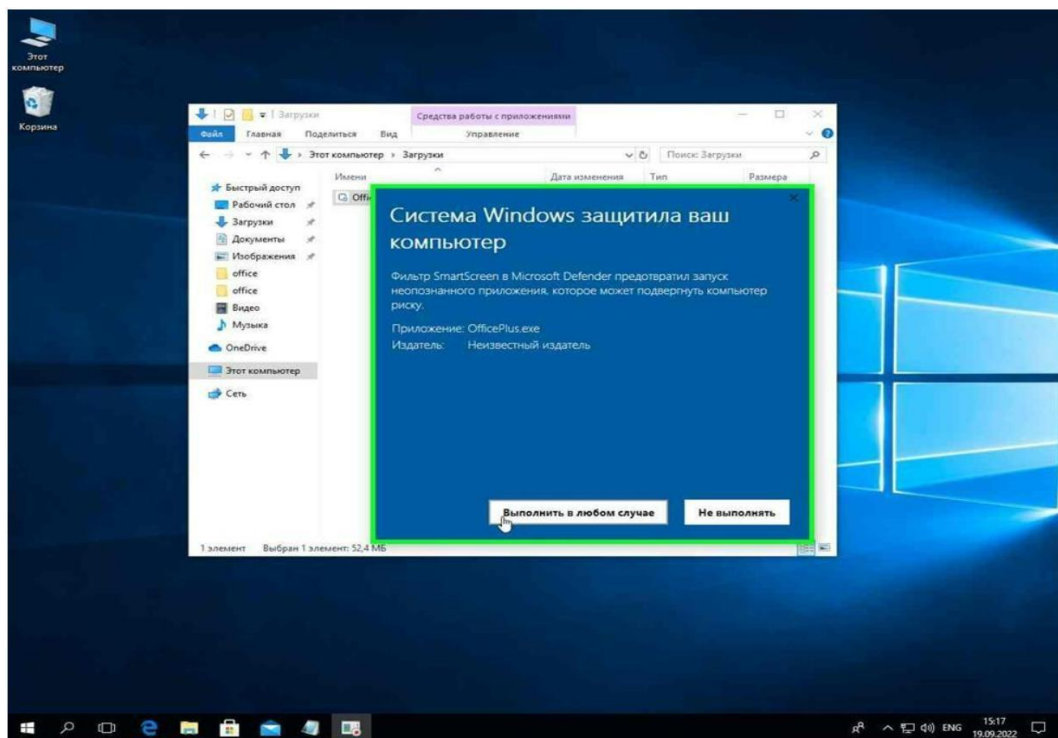 Этот
компьютер
Корзина
Загрузки
Средства работы с приложениями
Файл Главная Поделиться Вид Управление
Этот компьютер Загрузки
Поиск: Загрузки
Имени Дата изменения Тип Размера
Быстрый доступ
Рабочий стол
Загрузки
Документы
Изображения
office
office
Видео
Музыка
OneDrive
Этот компьютер
Сеть
Offi
Система Windows защитила ваш
компьютер
Фильтр SmartScreen в Microsoft Defender предотвратил запуск
неопознанного приложения, которое может подвергнуть компьютер
риску.
Приложение: OfficePlus.exe
Издатель: Неизвестный издатель
Выполнить в любом случае Не выполнять
1 элемент Выбран 1 элемент: 52,4 МБ
ENG
15:17
19.09.2022